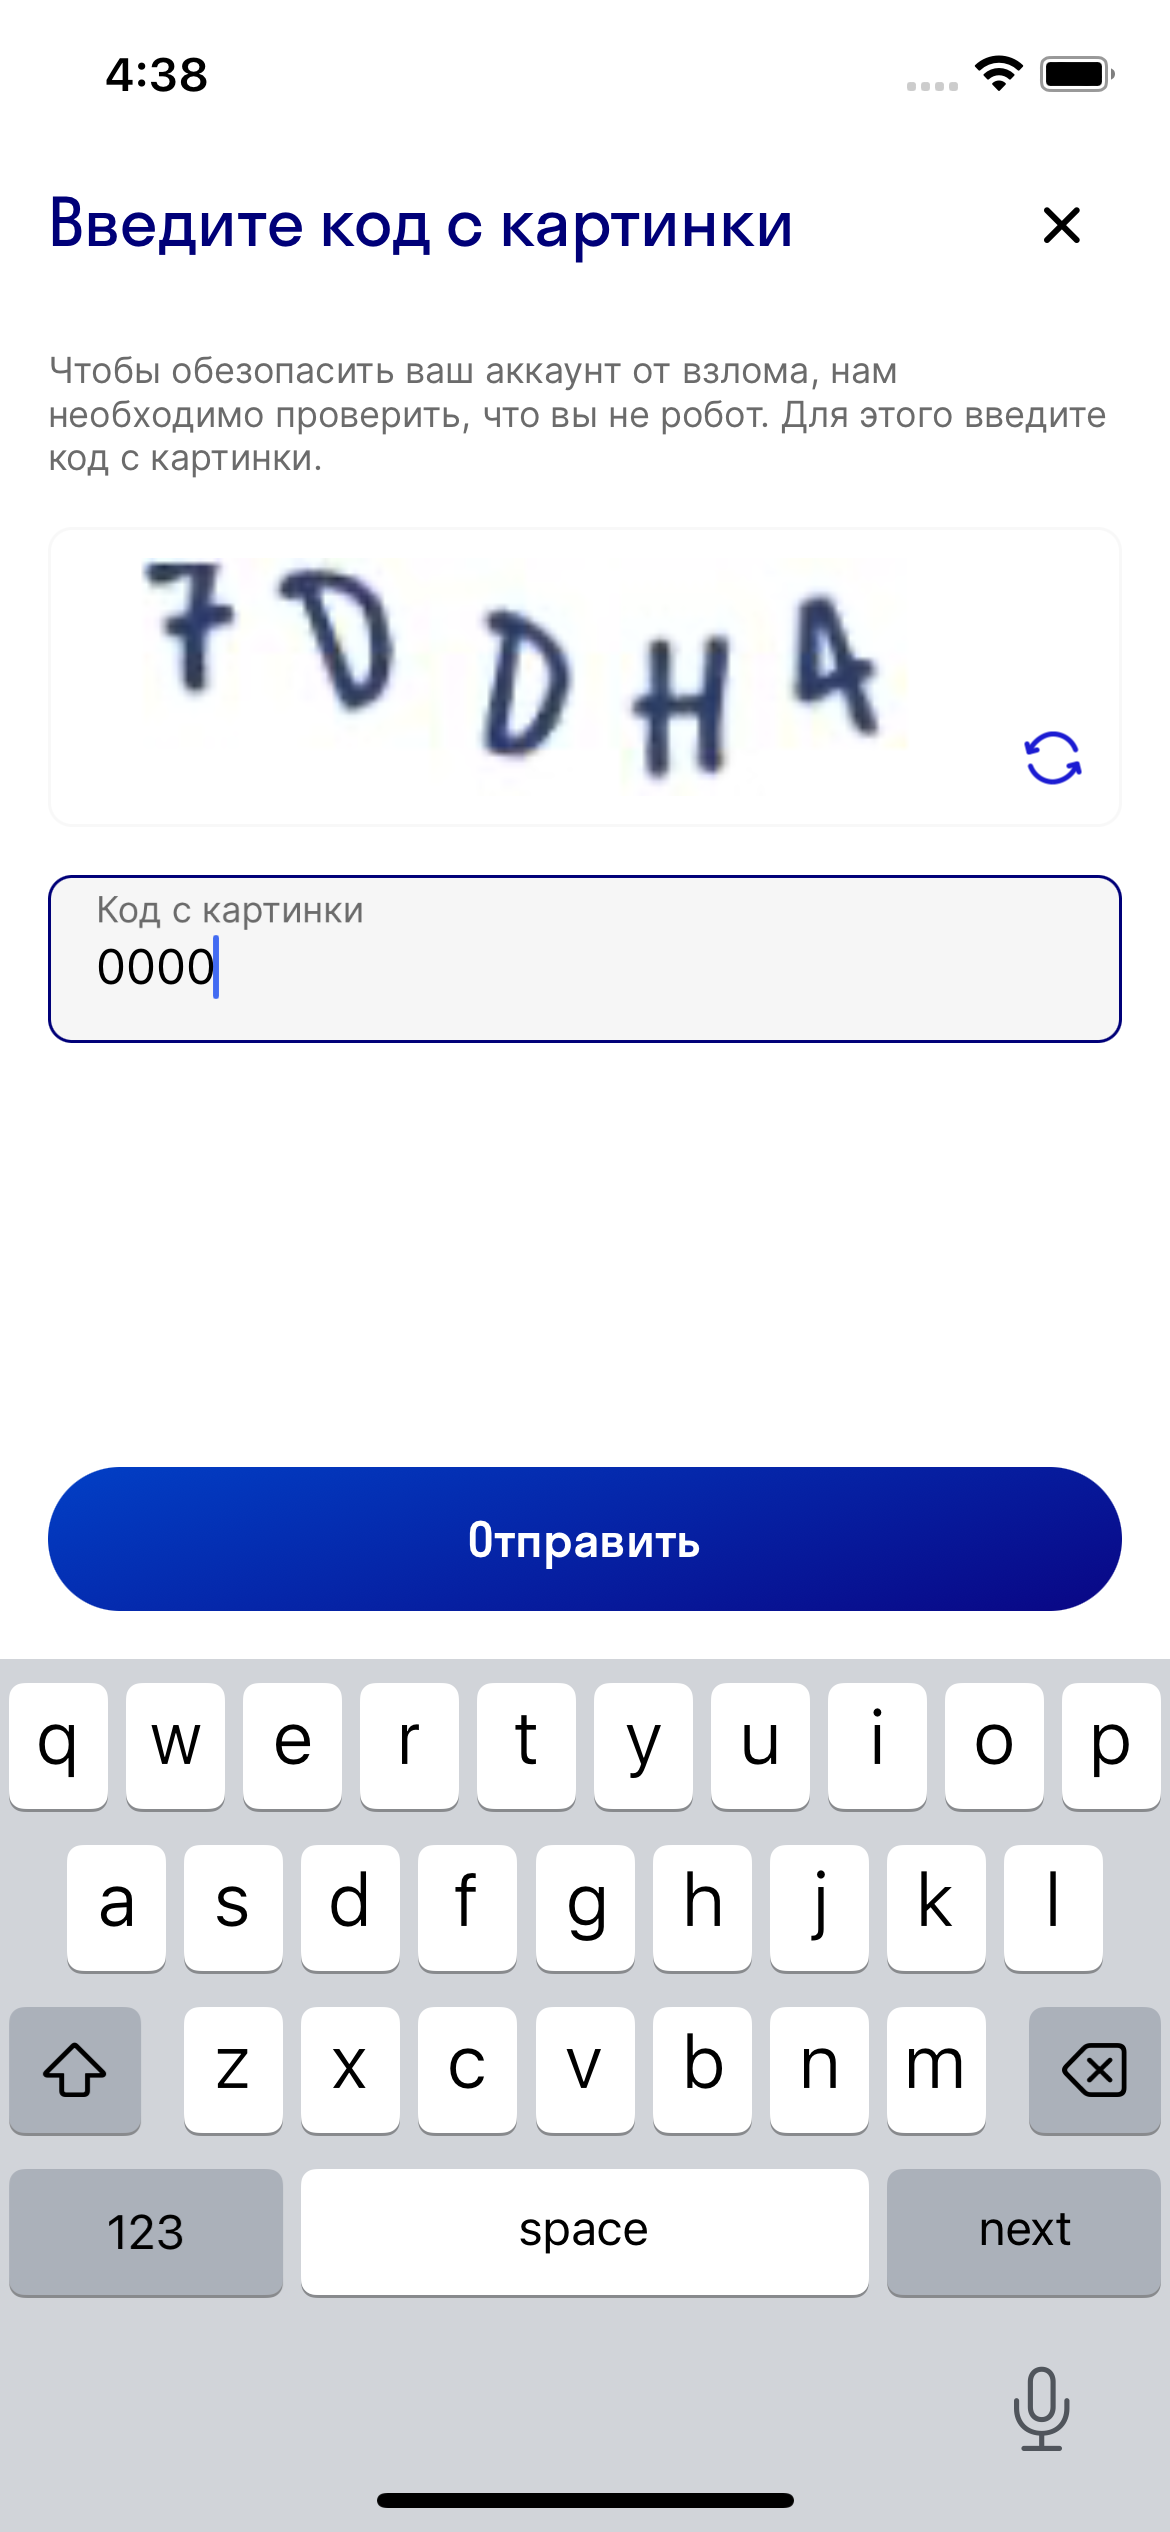 4:38
Введите код с картинки
Чтобы обезопасить ваш аккаунт от взлома, нам
необходимо проверить, что вы не робот. Для этого введите
код с картинки.
7DDHA
Код с картинки
0000
Отправить
q w e r t y u i o p
a s d f g h j k l
z x c v b n m
123 space next